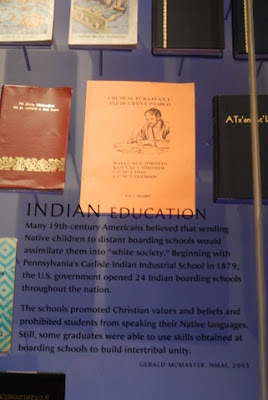 INDIAN EDUCATION
Many 19th-century Americans believed that sending
Native children to distant boarding schools would
assimilate them into "white society." Beginning with
Pennsylvania's Carlisle Indian Industrial School in 1879,
the U.S. government opened 24 Indian boarding schools
throughout the nation.
The schools promoted Christian values and beliefs and
prohibited students from speaking their Native languages.
Still, some graduates were able to use skills obtained at
boarding schools to build intertribal unity.
GERALD MCMASTER, NMAI, 2003